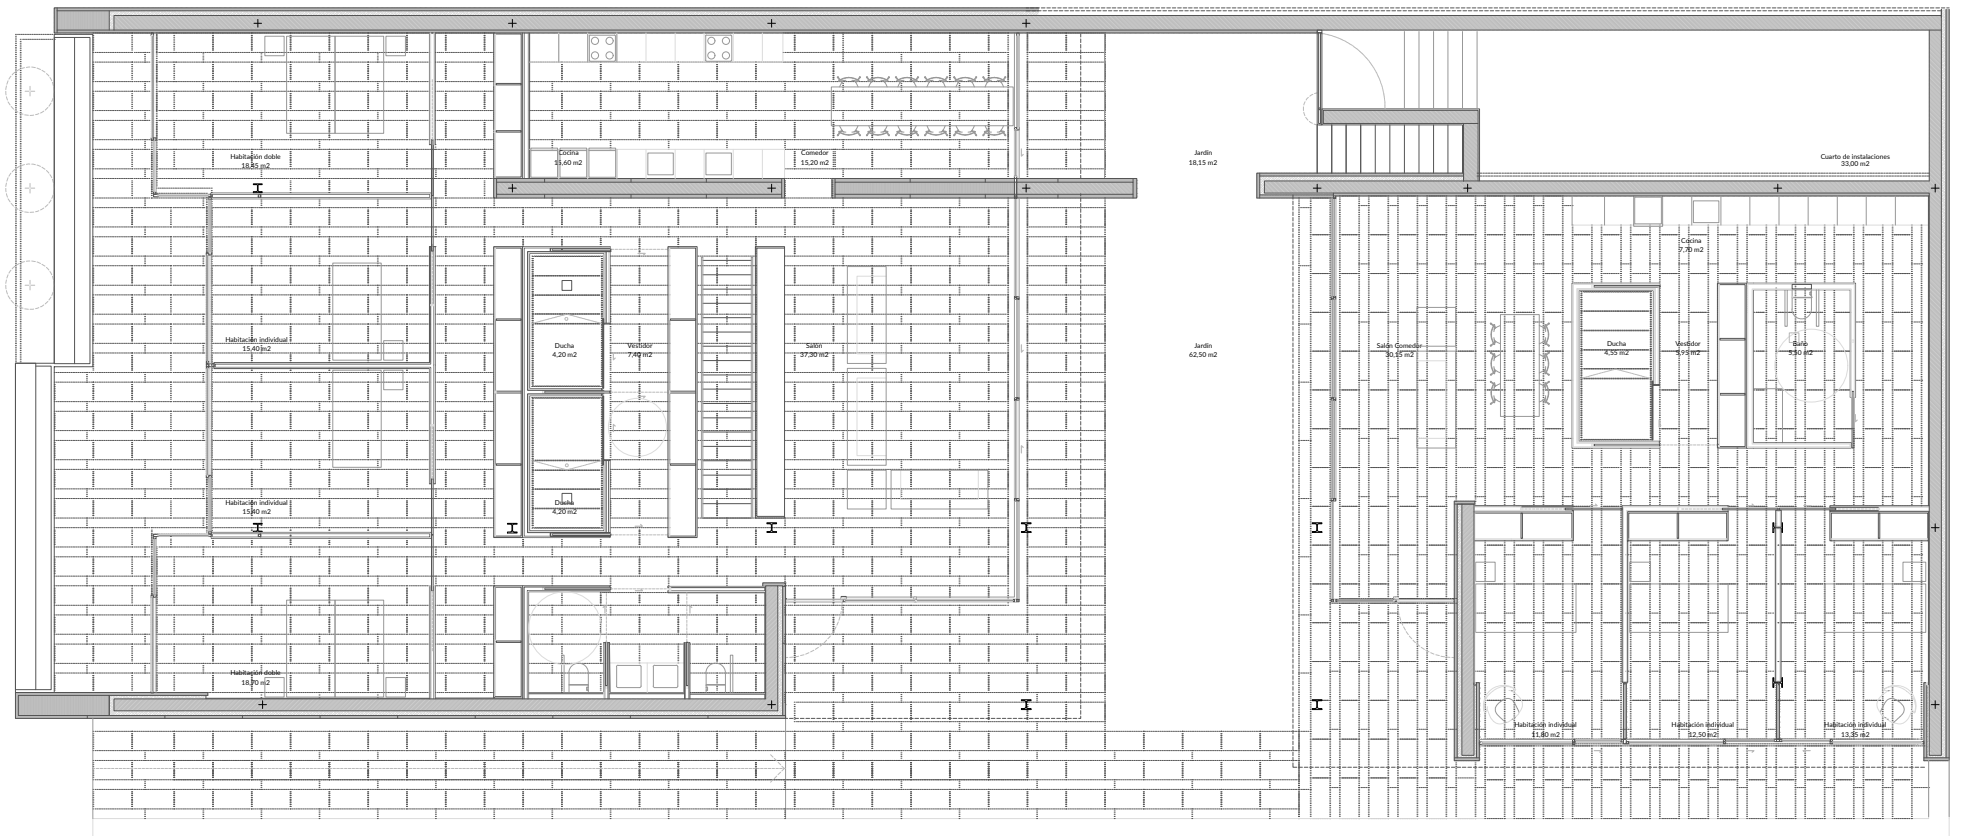 Habitación doble
18,45 m2
Cocina
15,60 m2
Comedor
15,20 m2
Jardín
18,15 m2
Cuarto de instalaciones
33,00 m2
Cocina
7,70 m2
Habitación individual
15,40 m2
Ducha
4,20 m2
Vestidor
7,40 m2
Salón
37,30 m2
Jardín
62,50 m2
Salón Comedor
30,15 m2
Ducha
4,55 m2
Vestidor
5,95 m2
Baño
5,50 m2
Habitación individual
15,40 m2
Ducha
4,20 m2
Habitación doble
18,70 m2
Habitación individual
11,80 m2
Habitación individual
12,50 m2
Habitación individual
13,35 m2